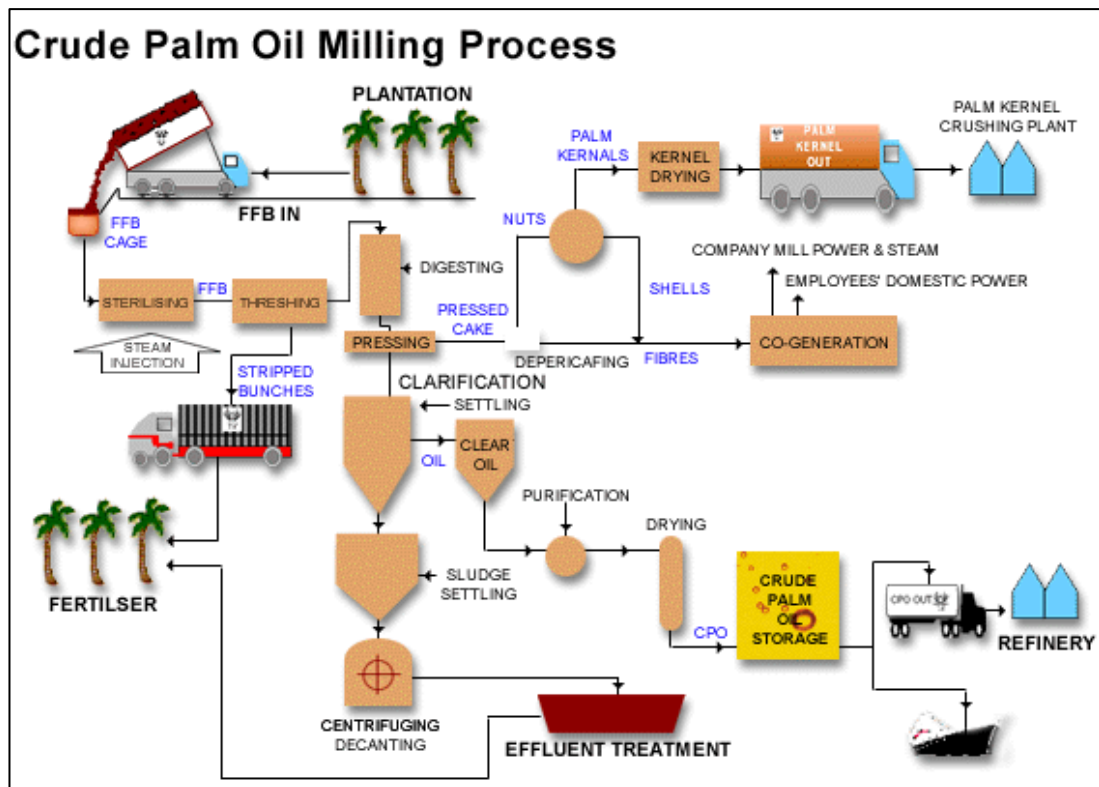 Crude Palm Oil Milling Process
PLANTATION
FFB IN
FFB
CAGE
STERILISING
FFB
THRESHING
STEAM
INJECTION
STRIPPED
BUNCHES
FERTILSER
DIGESTING
PRESSING
PRESSED
CAKE
DEPERICAFING
NUTS
PALM
KERNALS
KERNEL
DRYING
PALM
KERNEL
OUT
PALM KERNEL
CRUSHING PLANT
SHELLS
FIBRES
COMPANY MILL POWER & STEAM
EMPLOYEES' DOMESTIC POWER
CO-GENERATION
CLARIFICATION
SETTLING
OIL
CLEAR
OIL
PURIFICATION
DRYING
SLUDGE
SETTLING
CENTRIFUGING
DECANTING
EFFLUENT TREATMENT
CPO
CRUDE
PALM
OIL
STORAGE
CPO OUT
REFINERY